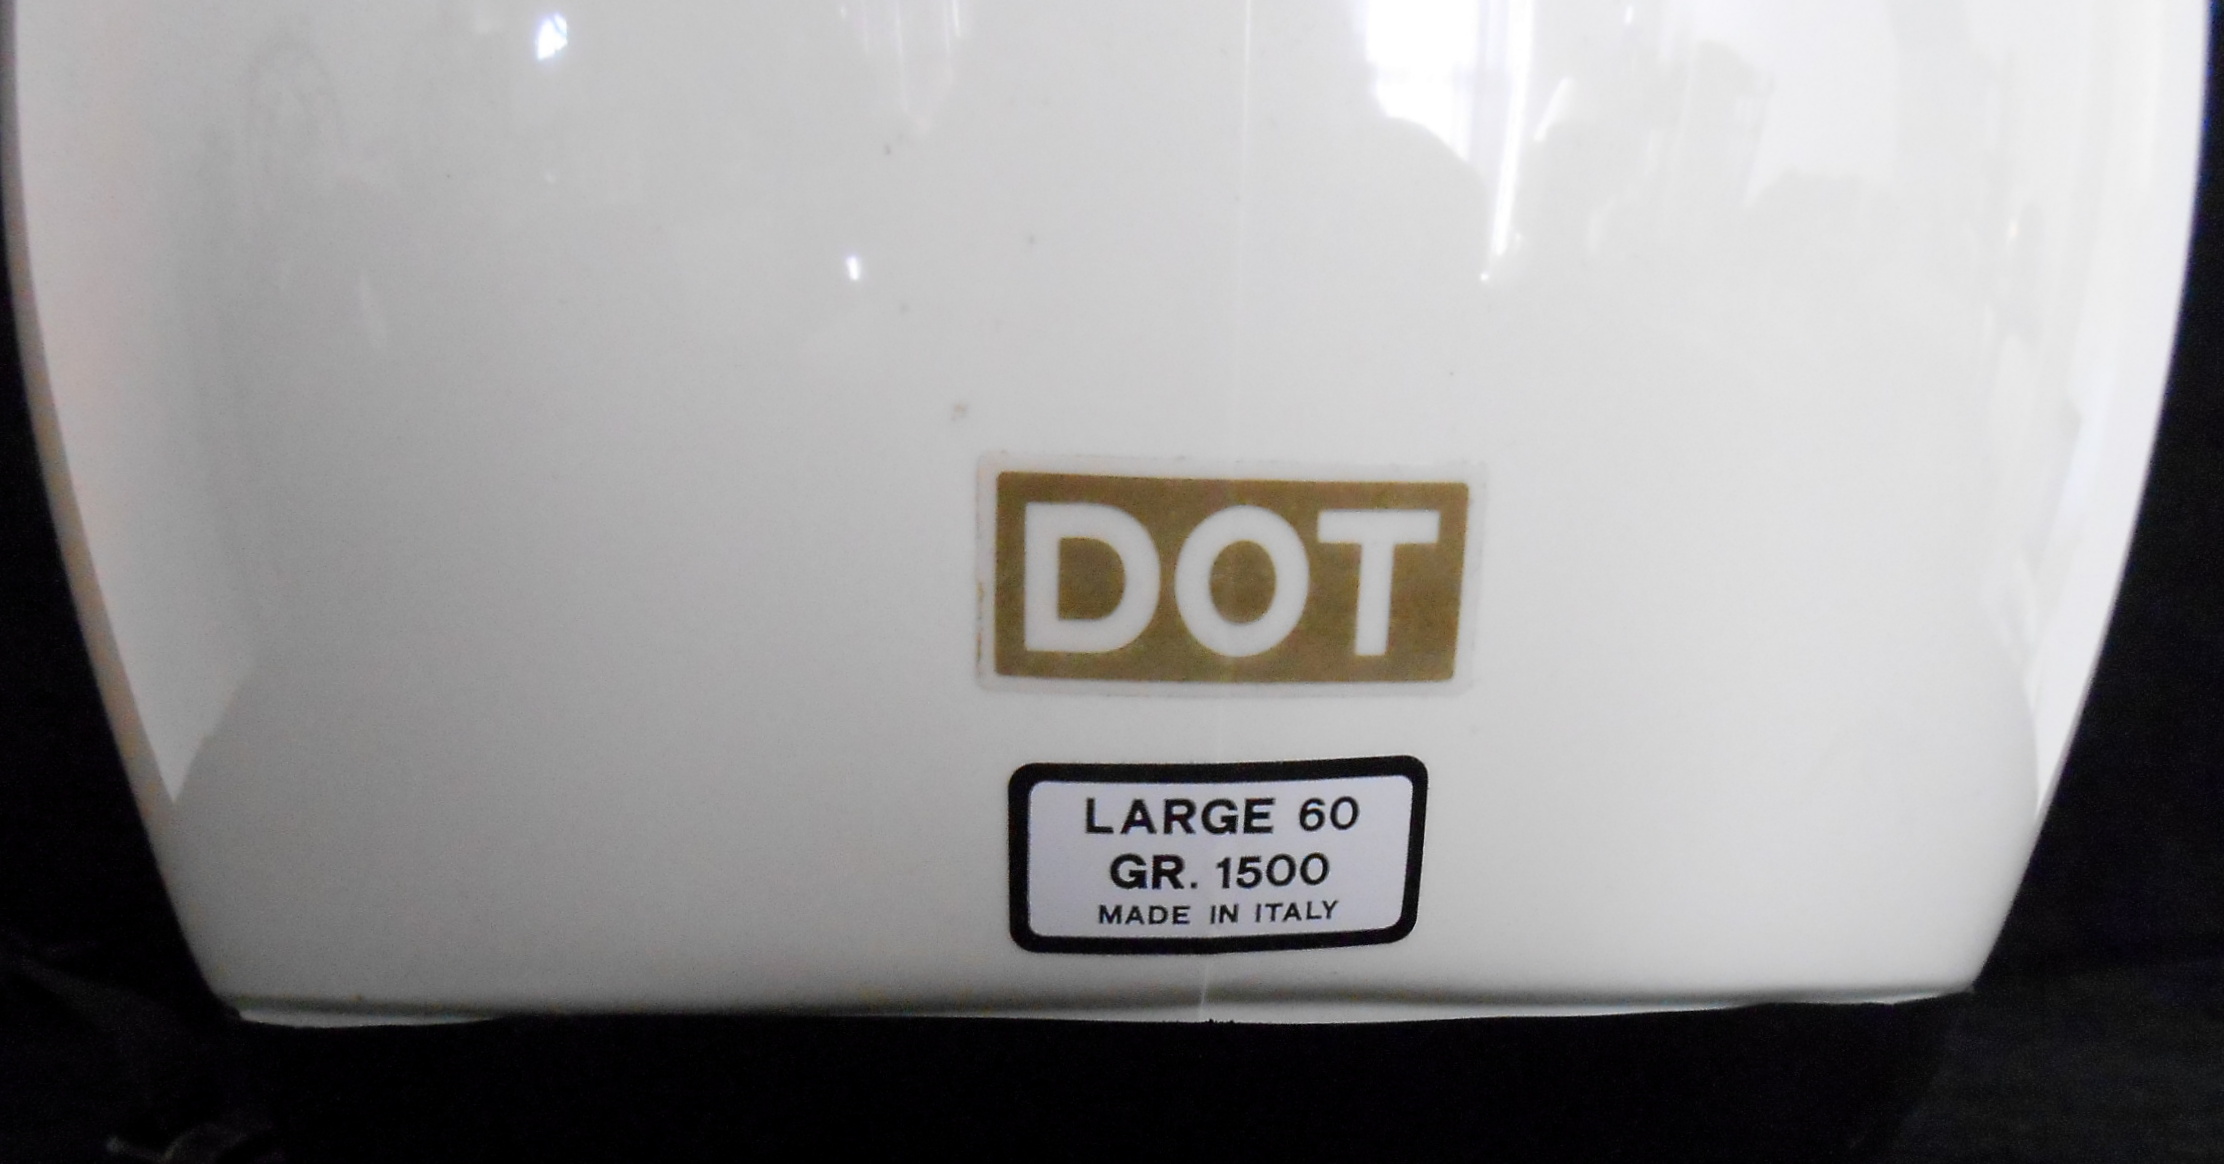 DOT
LARGE 60
GR. 1500
MADE IN ITALY